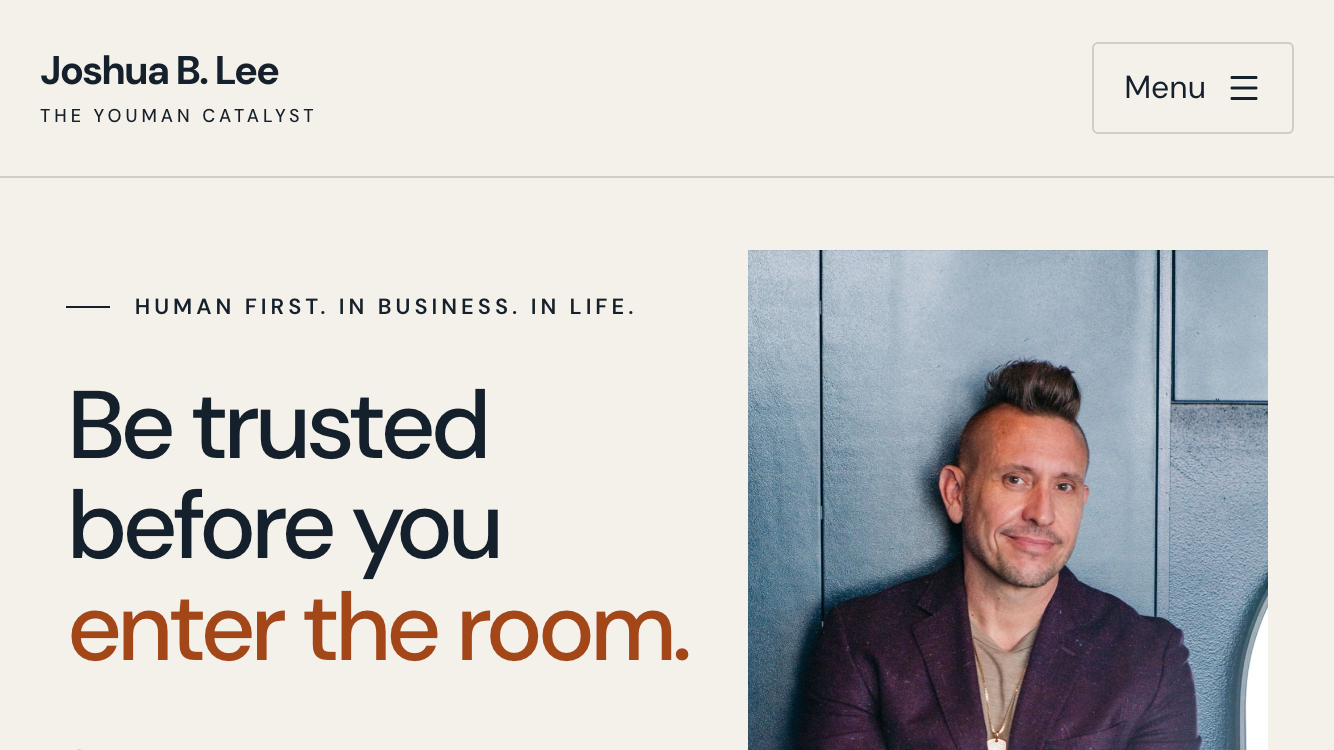 Joshua B. Lee
THE YOUMAN CATALYST
Menu
HUMAN FIRST. IN BUSINESS. IN LIFE.
Be trusted
before you
enter the room.